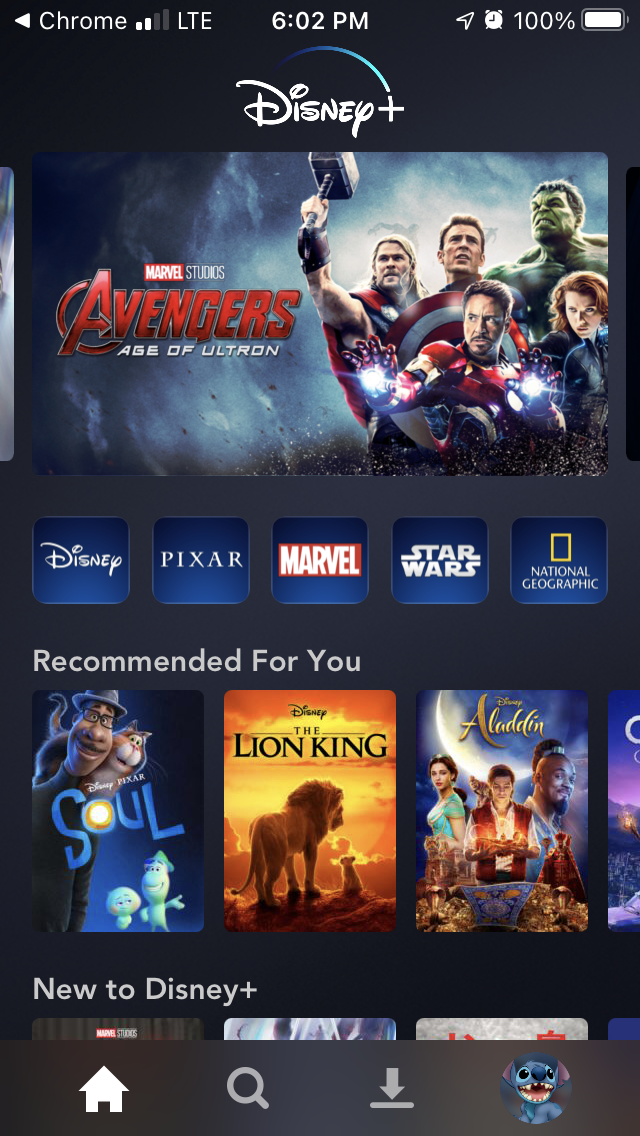 Chrome LTE 6:02 PM 100%
Disney+
MARVEL STUDIOS
AVENGERS
AGE OF ULTRON
Disney
PIXAR
MARVEL
STAR
WARS
NATIONAL
GEOGRAPHIC
Recommended For You
Disney PIXAR
SOUL
Disney
THE
LION KING
Disney
Aladdin
New to Disney+
MARVEL STUDIOS